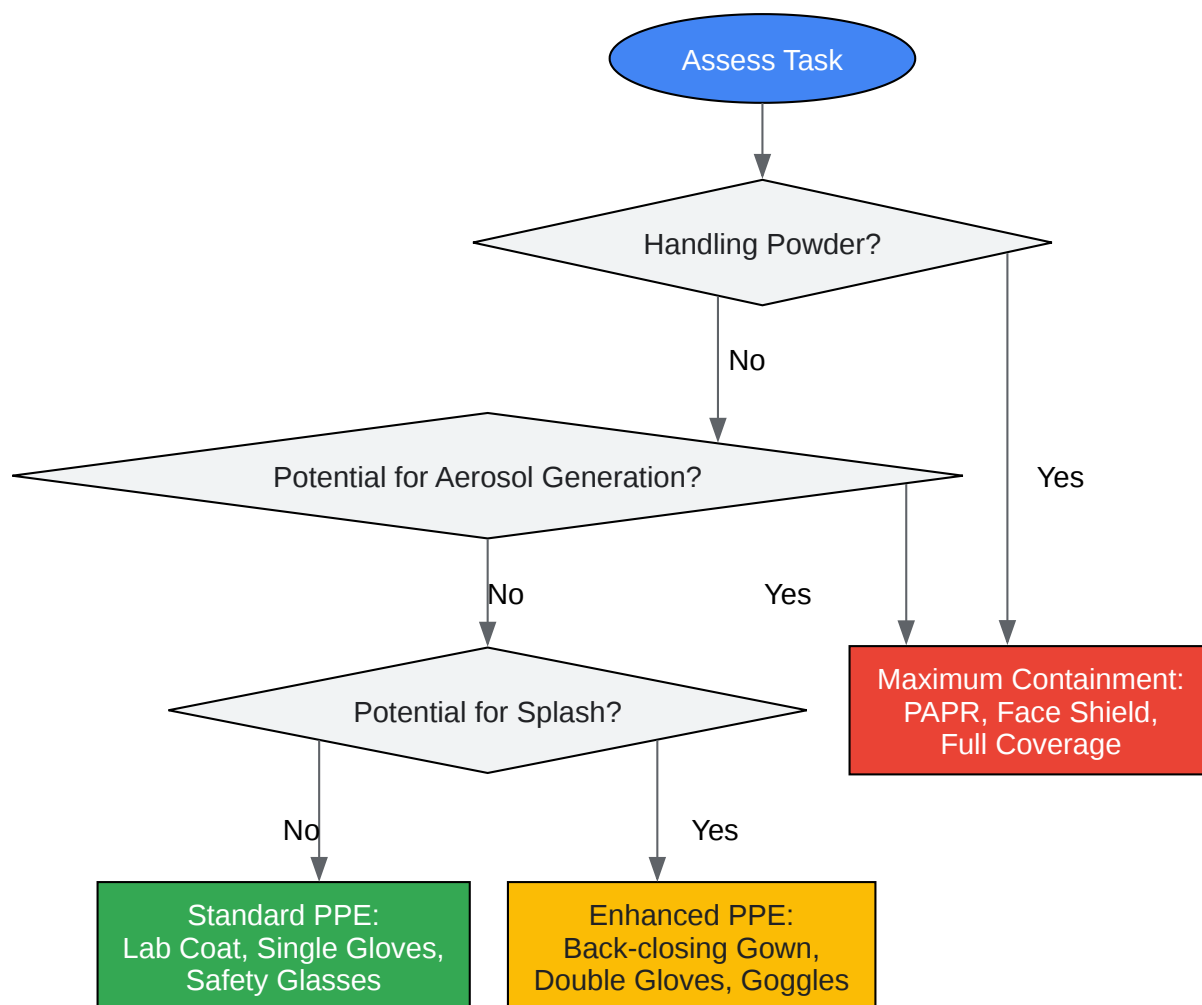 Assess Task
Handling Powder?
No
Yes
Potential for Aerosol Generation?
No
Yes
Potential for Splash?
Maximum Containment:
PAPR, Face Shield,
Full Coverage
No
Yes
Standard PPE:
Lab Coat, Single Gloves,
Safety Glasses
Enhanced PPE:
Back-closing Gown,
Double Gloves, Goggles